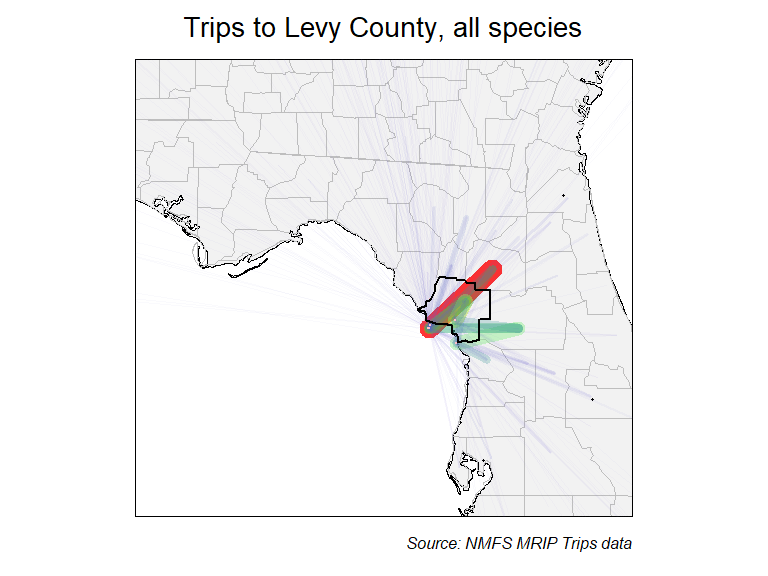 Trips to Levy County, all species
Source: NMFS MRIP Trips data